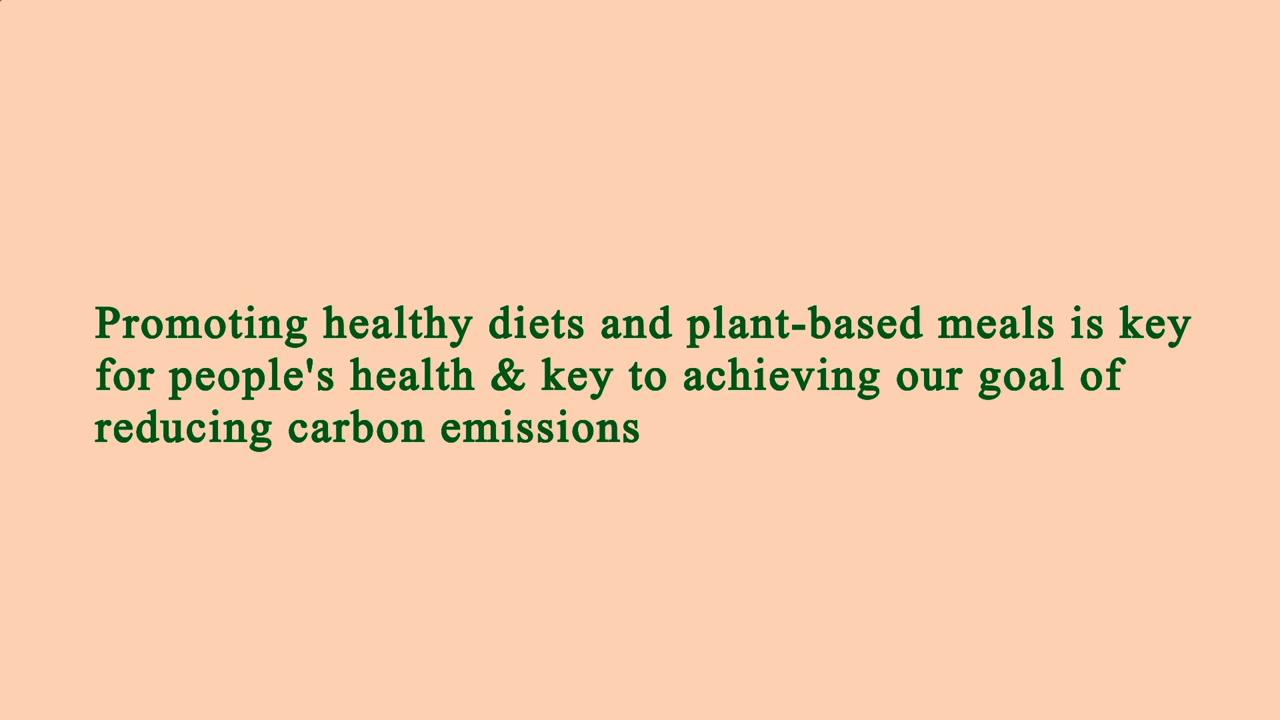 Promoting healthy diets and plant-based meals is key
for people's health & key to achieving our goal of
reducing carbon emissions